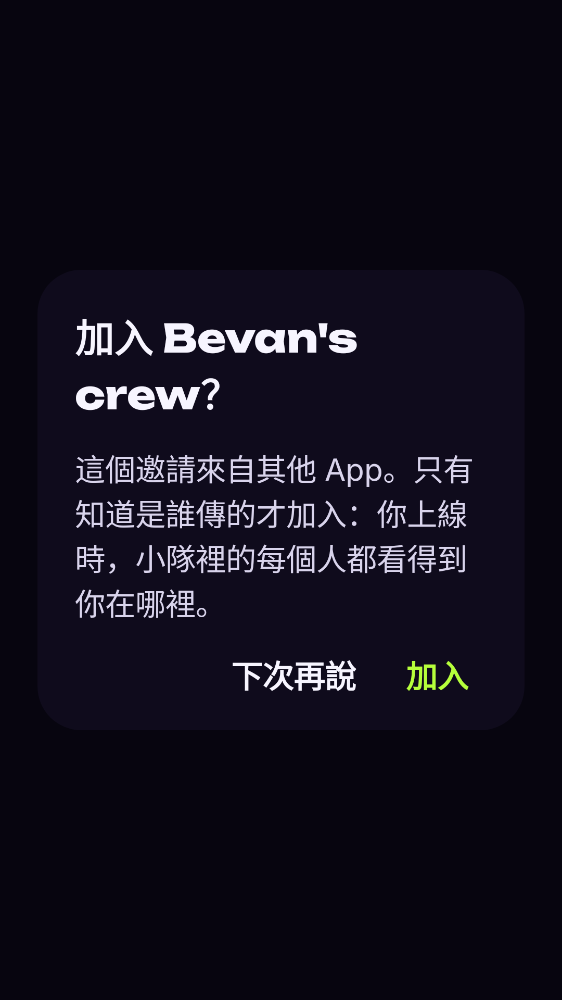 加入 Bevan's
crew?
這個邀請來自其他 App。只有
知道是誰傳的才加入：你上線
時，小隊裡的每個人都看得到
你在哪裡。
下次再說 加入